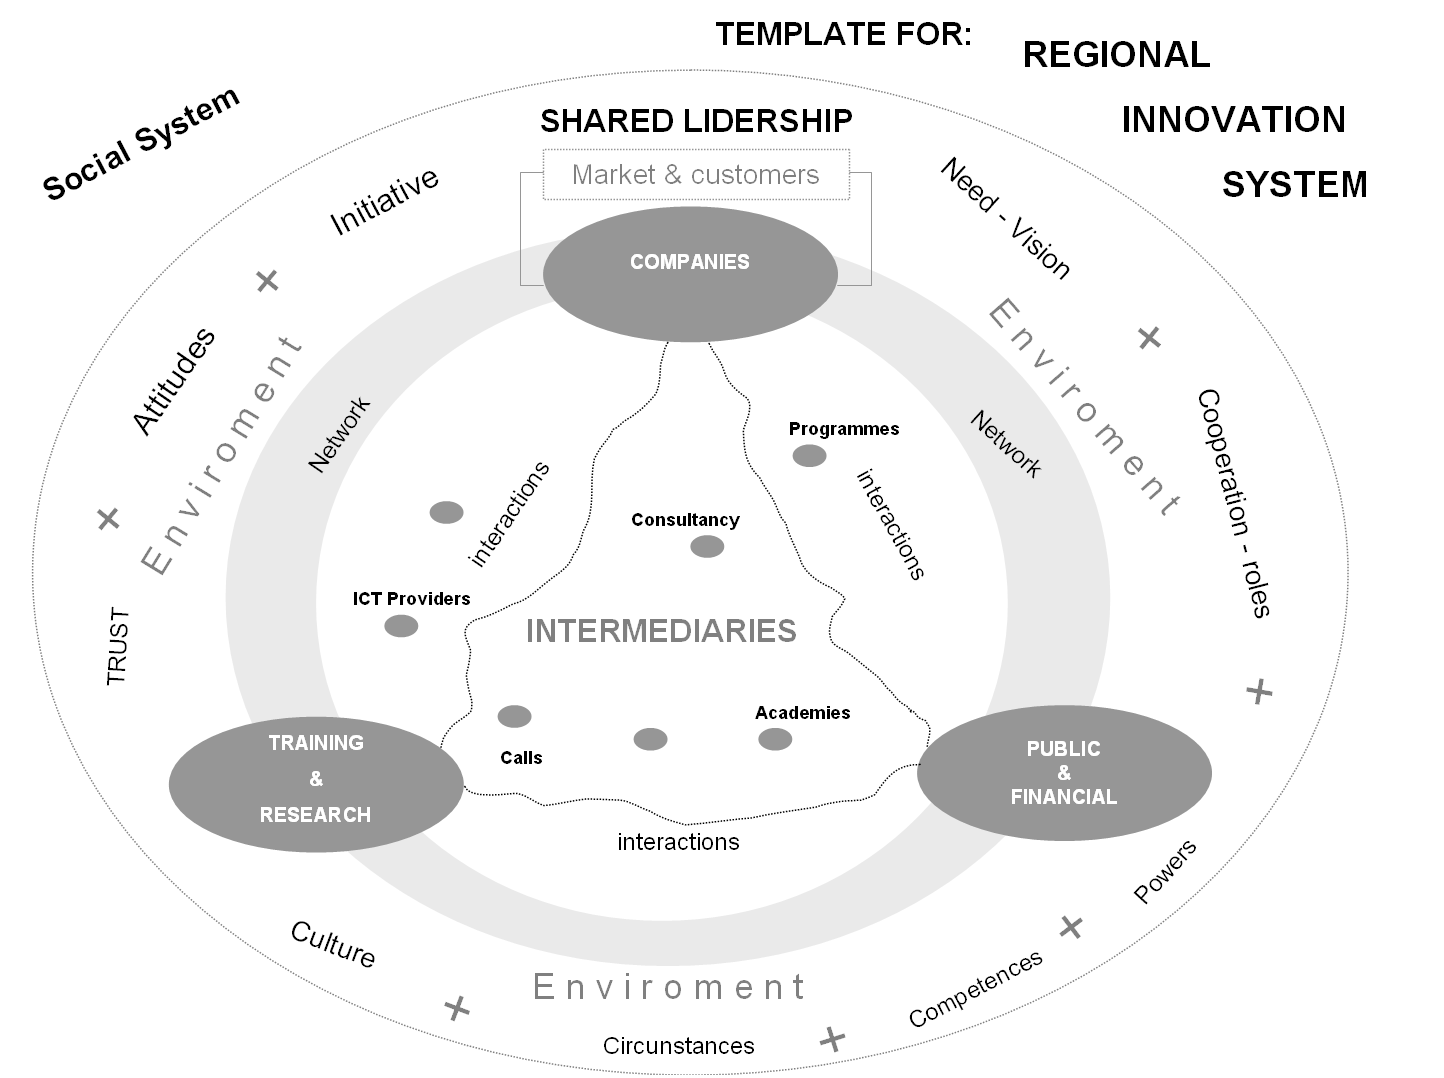 TEMPLATE FOR:
REGIONAL
INNOVATION
SYSTEM
Social System
SHARED LIDERSHIP
Market & customers
COMPANIES
Initiative
Need - Vision
Attitudes
Enviroment
Enviroment
Network
Network
Cooperation - roles
Programmes
interactions
interactions
Consultancy
ICT Providers
INTERMEDIARIES
TRUST
Academies
Calls
TRAINING
&
RESEARCH
PUBLIC
&
FINANCIAL
interactions
Powers
Culture
Enviroment
Competences
Circunstances